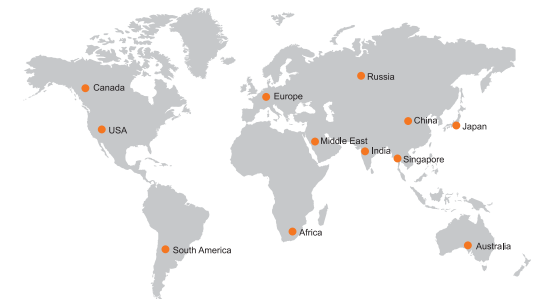 Russia
Canada
Europe
China
Japan
USA
Middle East
India
Singapore
Africa
Australia
South America